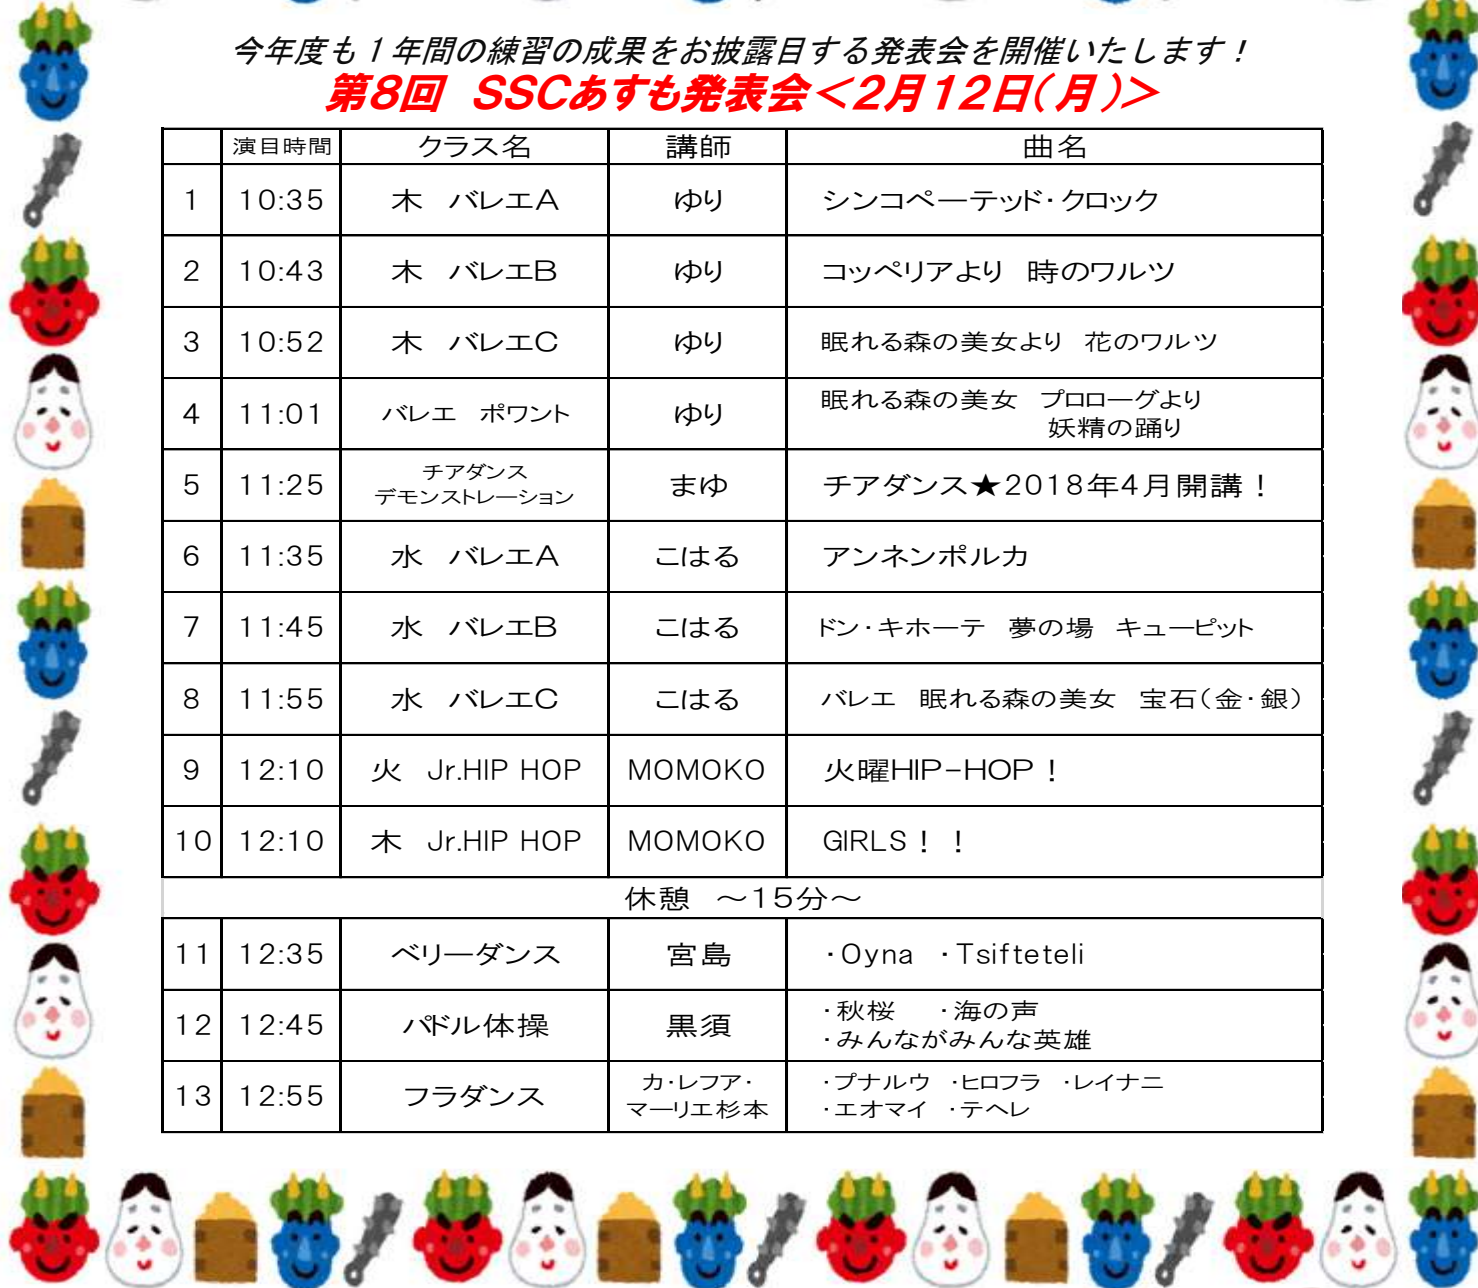 今年度も1年間の練習の成果をお披露目する発表会を開催いたします！
第8回　SSCあすも発表会＜2月12日(月)＞
演目時間　クラス名　講師　曲名
1　10:35　木　バレエA　ゆり　シンコペーテッド・クロック
2　10:43　木　バレエB　ゆり　コッペリアより　時のワルツ
3　10:52　木　バレエC　ゆり　眠れる森の美女より　花のワルツ
4　11:01　バレエ　ポワント　ゆり　眠れる森の美女　プロローグより
妖精の踊り
5　11:25　チアダンス
デモンストレーション　まゆ　チアダンス★2018年4月開講！
6　11:35　水　バレエA　こはる　アンネンポルカ
7　11:45　水　バレエB　こはる　ドン・キホーテ　夢の場　キューピット
8　11:55　水　バレエC　こはる　バレエ　眠れる森の美女　宝石(金・銀)
9　12:10　火　Jr.HIP HOP　MOMOKO　火曜HIP-HOP！
10　12:10　木　Jr.HIP HOP　MOMOKO　GIRLS！！
休憩　～15分～
11　12:35　ベリーダンス　宮島　・Oyna　・Tsifteteli
12　12:45　パドル体操　黒須　・秋桜　・海の声
・みんながみんな英雄
13　12:55　フラダンス　カ・レフア・
マーリエ杉本　・プナルウ　・ヒロフラ　・レイナニ
・エオマイ　・テヘレ